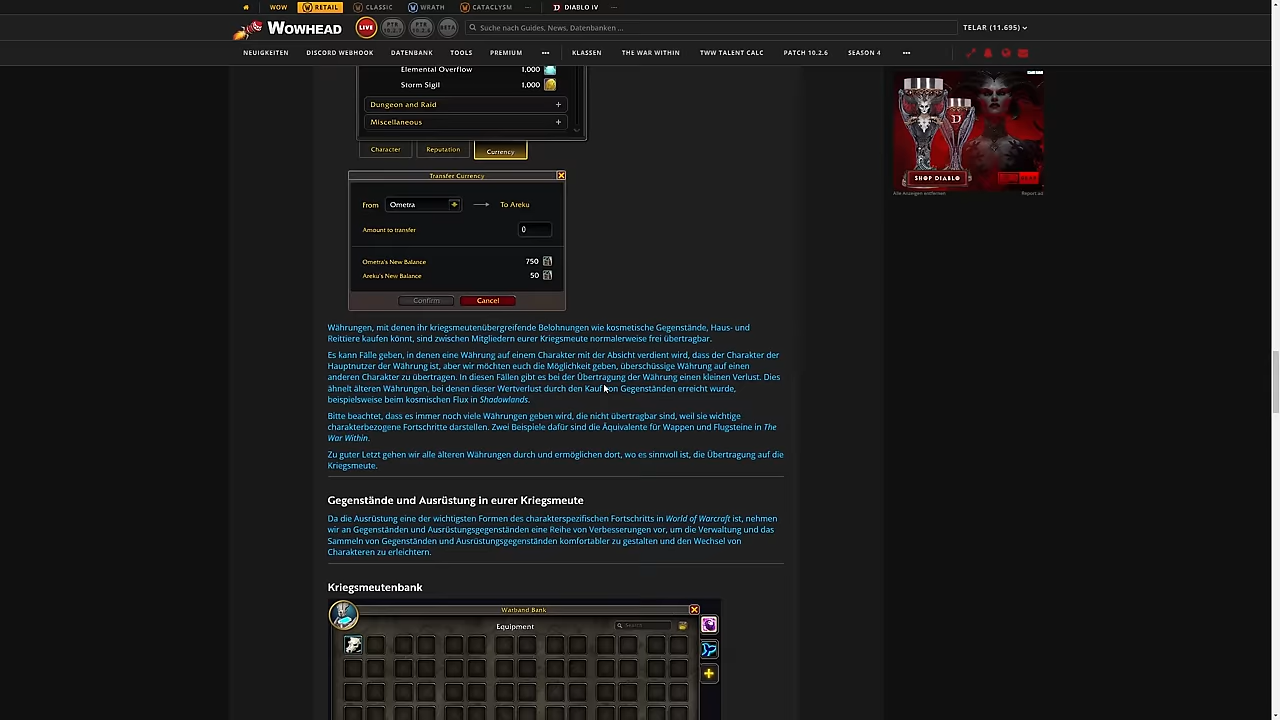 WOW
RETAIL
CLASSIC
WRATH
CATACLYSM
DIABLO IV
Wowhead
LIVE
PTR
PTR
BETA
Suche nach Guides, News, Datenbanken ...
TELAR (11.695)
NEUIGKEITEN
DISCORD WEBHOOK
DATENBANK
TOOLS
PREMIUM
KLASSEN
THE WAR WITHIN
TWW TALENT CALC
PATCH 10.2.6
SEASON 4
Elemental Overflow 1,000
Storm Sigil 1,000
Dungeon and Raid +
Miscellaneous +
Character Reputation Currency
SHOP DIABLO
Alle Anzeigen entfernen Report ad
Transfer Currency
From Ometra To Areku
Amount to transfer 0
Ometra's New Balance 750
Areku's New Balance 50
Confirm Cancel
Währungen, mit denen ihr kriegsmeutenübergreifende Belohnungen wie kosmetische Gegenstände, Haus- und
Reittiere kaufen könnt, sind zwischen Mitgliedern eurer Kriegsmeute normalerweise frei übertragbar.
Es kann Fälle geben, in denen eine Währung auf einem Charakter mit der Absicht verdient wird, dass der Charakter der
Hauptnutzer der Währung ist, aber wir möchten euch die Möglichkeit geben, überschüssige Währung auf einen
anderen Charakter zu übertragen. In diesen Fällen gibt es bei der Übertragung der Währung einen kleinen Verlust. Dies
ähnelt älteren Währungen, bei denen dieser Wertverlust durch den Kauf von Gegenständen erreicht wurde,
beispielsweise beim kosmischen Flux in Shadowlands.
Bitte beachtet, dass es immer noch viele Währungen geben wird, die nicht übertragbar sind, weil sie wichtige
charakterbezogene Fortschritte darstellen. Zwei Beispiele dafür sind die Äquivalente für Wappen und Flugsteine in The
War Within.
Zu guter Letzt gehen wir alle älteren Währungen durch und ermöglichen dort, wo es sinnvoll ist, die Übertragung auf die
Kriegsmeute.
Gegenstände und Ausrüstung in eurer Kriegsmeute
Da die Ausrüstung eine der wichtigsten Formen des charakterspezifischen Fortschritts in World of Warcraft ist, nehmen
wir an Gegenständen und Ausrüstungsgegenständen eine Reihe von Verbesserungen vor, um die Verwaltung und das
Sammeln von Gegenständen und Ausrüstungsgegenständen komfortabler zu gestalten und den Wechsel von
Charakteren zu erleichtern.
Kriegsmeutenbank
Warband Bank
Equipment
Search